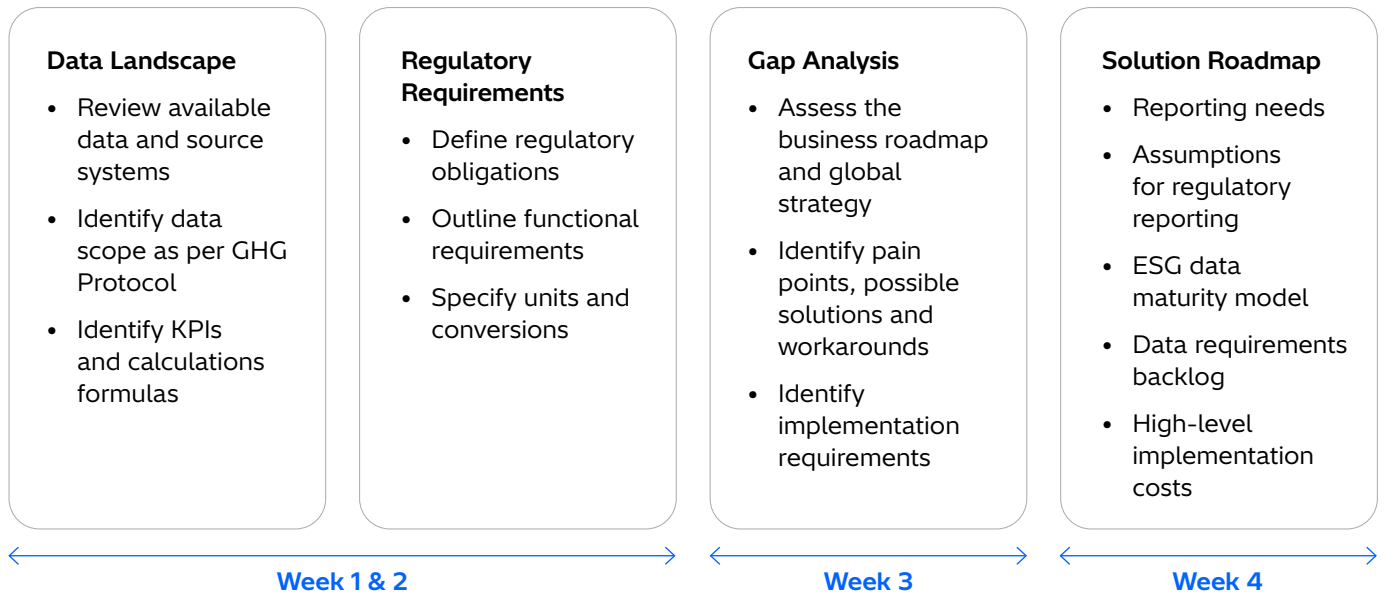 Data Landscape
• Review available
data and source
systems
• Identify data
scope as per GHG
Protocol
• Identify KPIs
and calculations
formulas
Regulatory
Requirements
• Define regulatory
obligations
• Outline functional
requirements
• Specify units and
conversions
Gap Analysis
• Assess the
business roadmap
and global
strategy
• Identify pain
points, possible
solutions and
workarounds
• Identify
implementation
requirements
Solution Roadmap
• Reporting needs
• Assumptions
for regulatory
reporting
• ESG data
maturity model
• Data requirements
backlog
• High-level
implementation
costs
Week 1 & 2
Week 3
Week 4